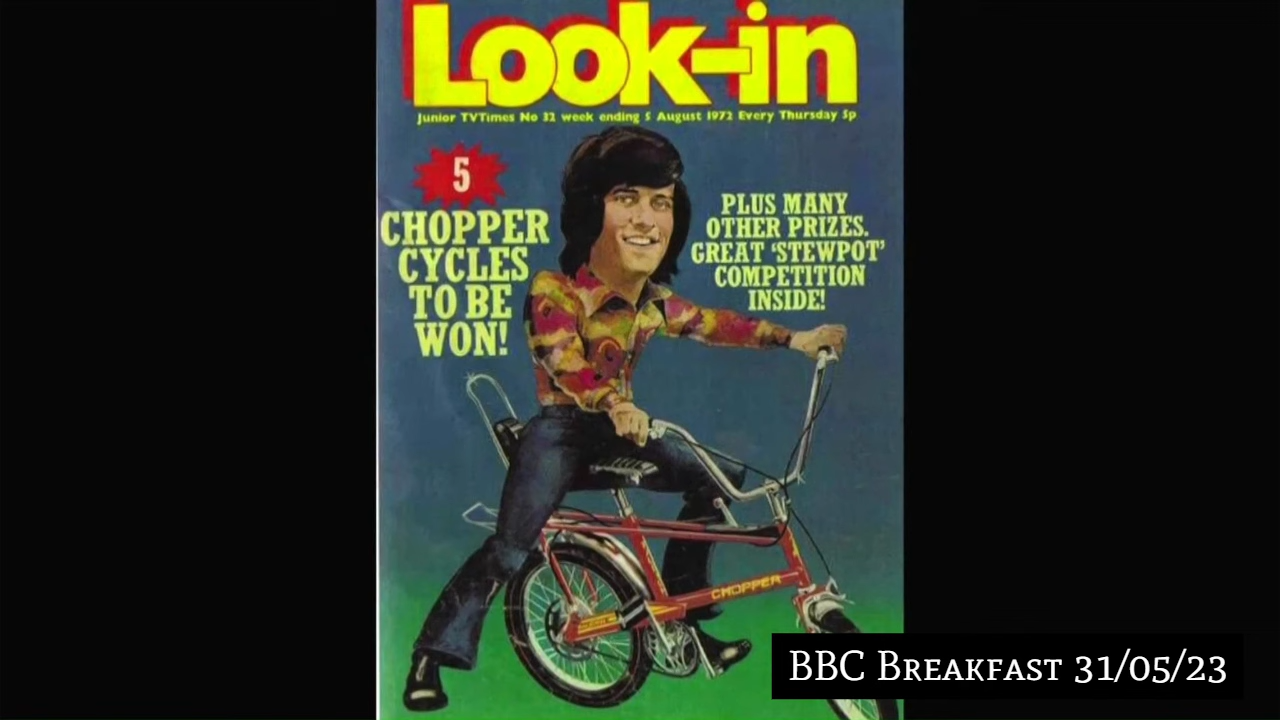 Look-in
Junior TVTimes No 32 week ending 5 August 1972 Every Thursday 5p
5
CHOPPER
CYCLES
TO BE
WON!
PLUS MANY
OTHER PRIZES.
GREAT ‘STEWPOT’
COMPETITION
INSIDE!
CHOPPER
BBC Breakfast 31/05/23